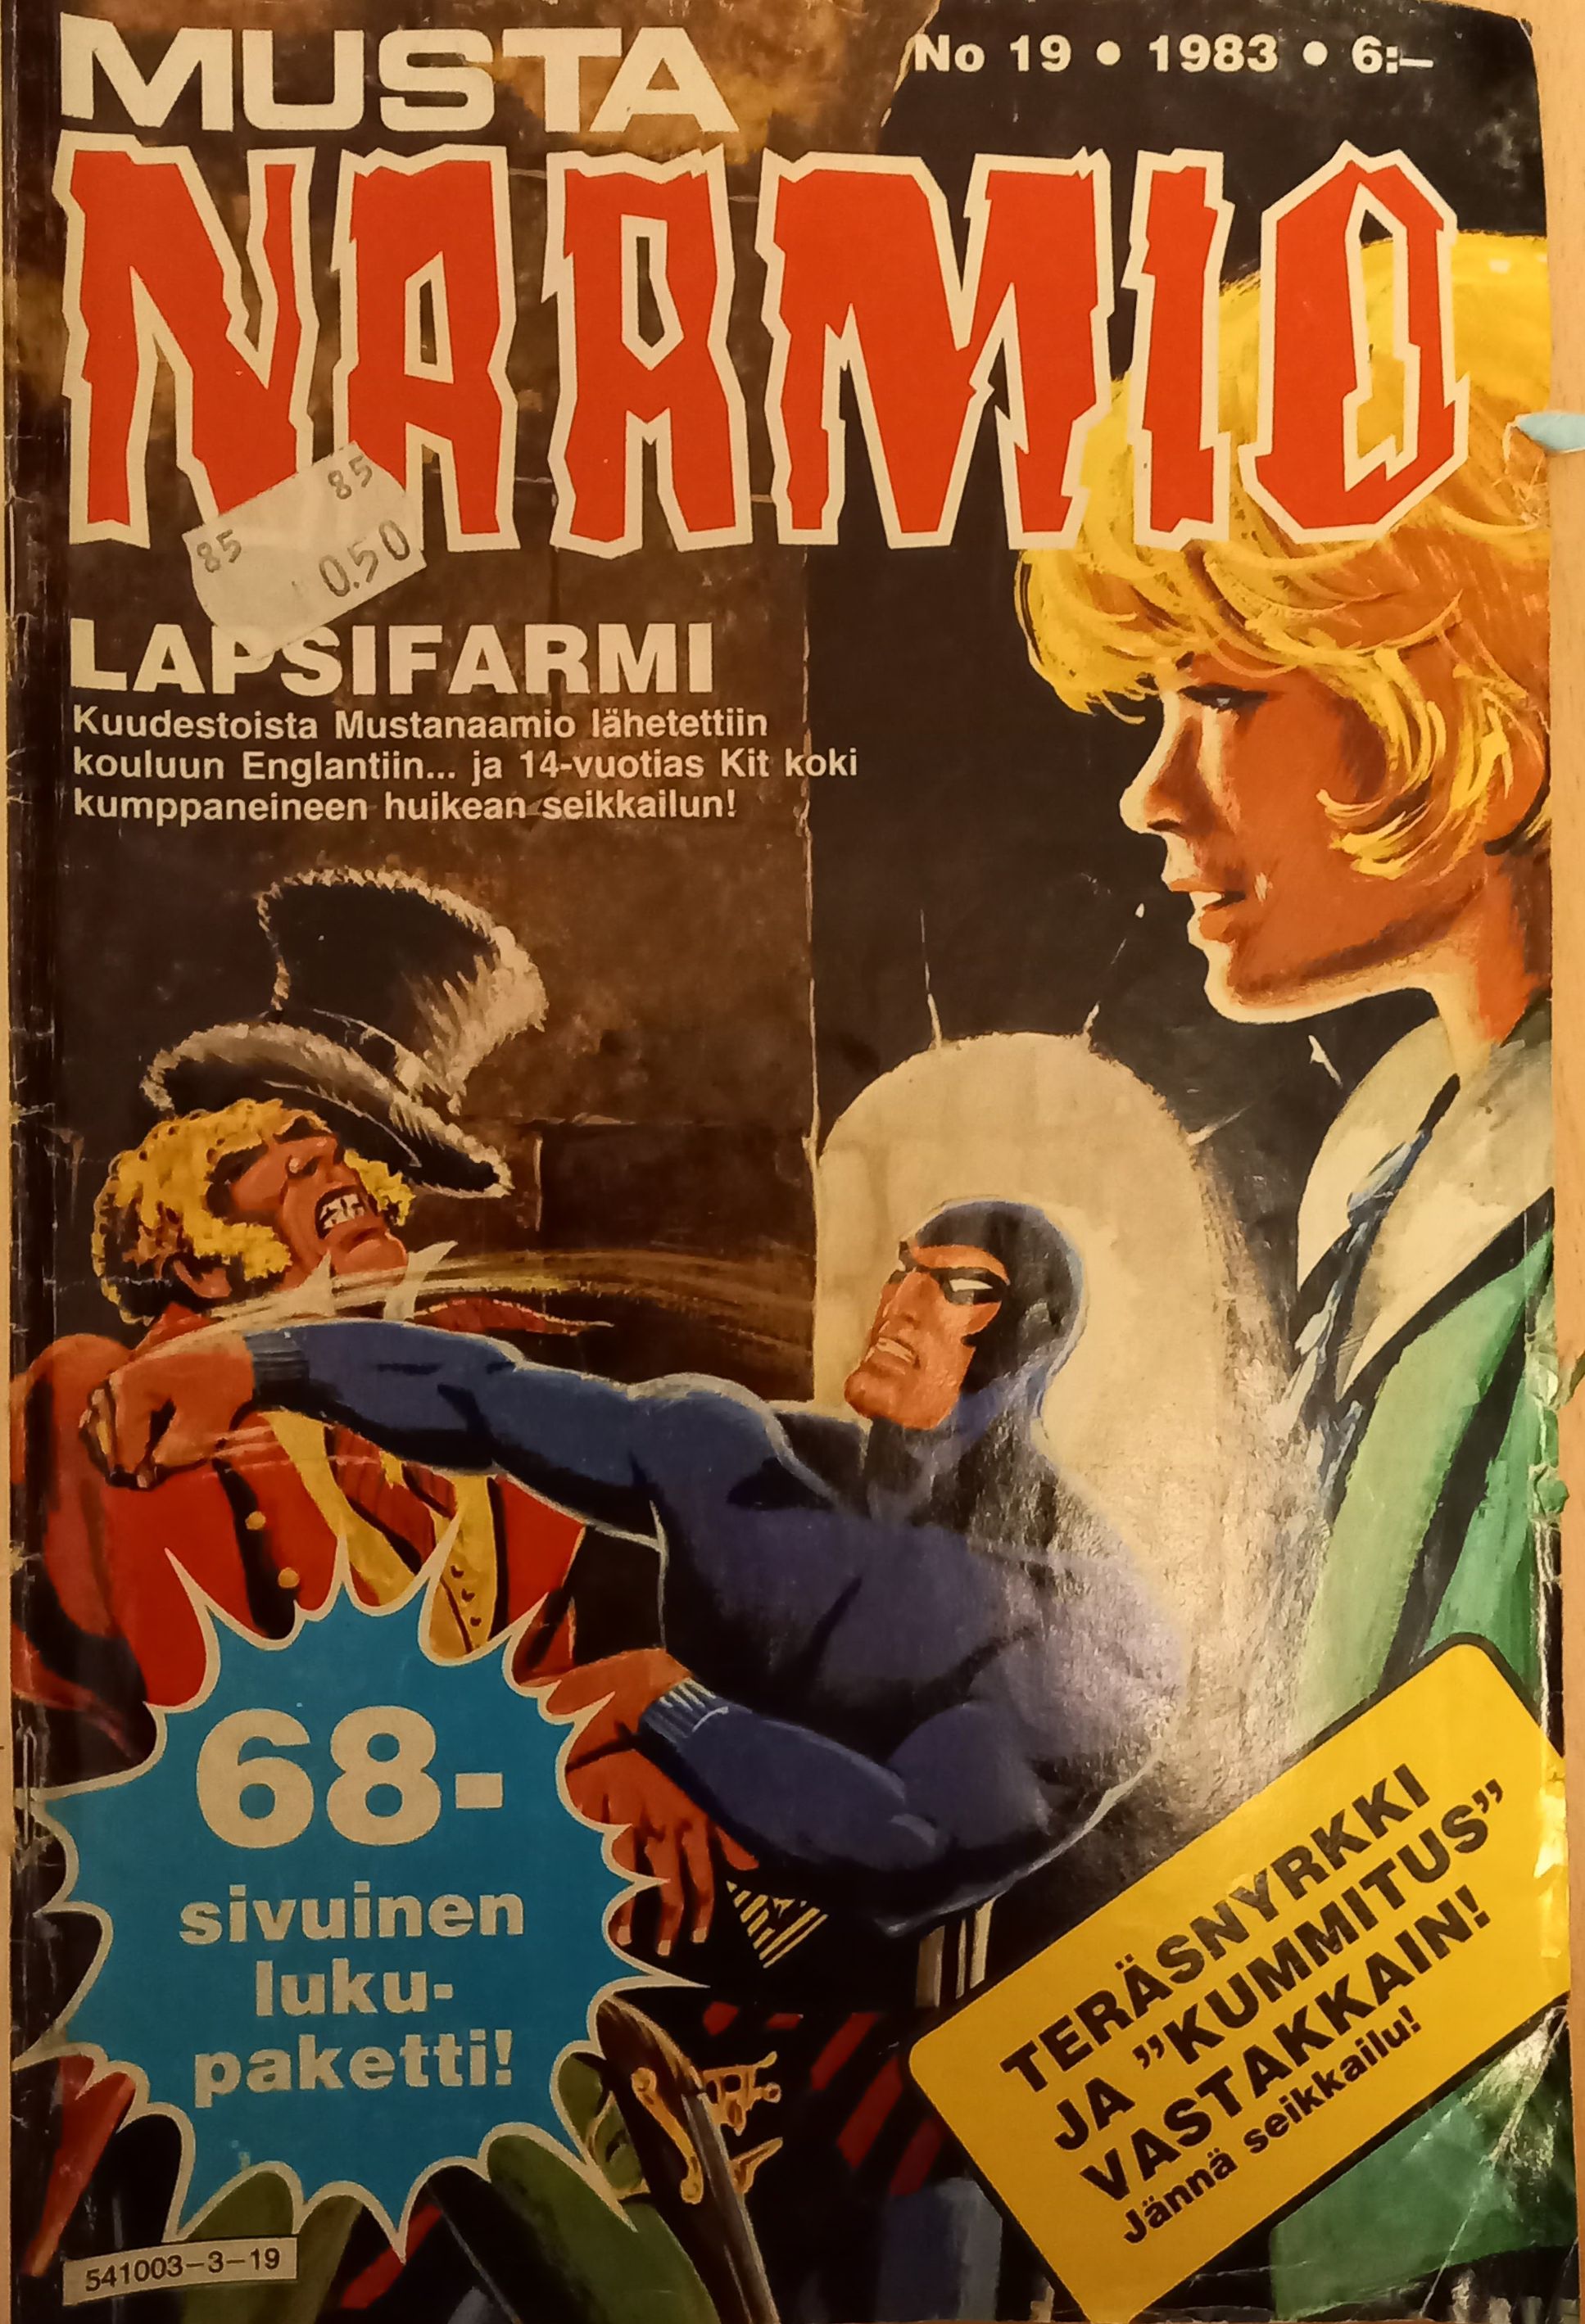 MUSTA
No 19 • 1983 • 6:–
NAAMIO
85
85
0.50
LAPSIFARMI
Kuudestoista Mustanaamio lähetettiin
kouluun Englantiin... ja 14-vuotias Kit koki
kumppaneineen huikean seikkailun!
68-
sivuinen
luku-
paketti!
TERÄSNYRKKI
JA ”KUMMITUS”
VASTAKKAIN!
Jännä seikkailu!
541003–3–19